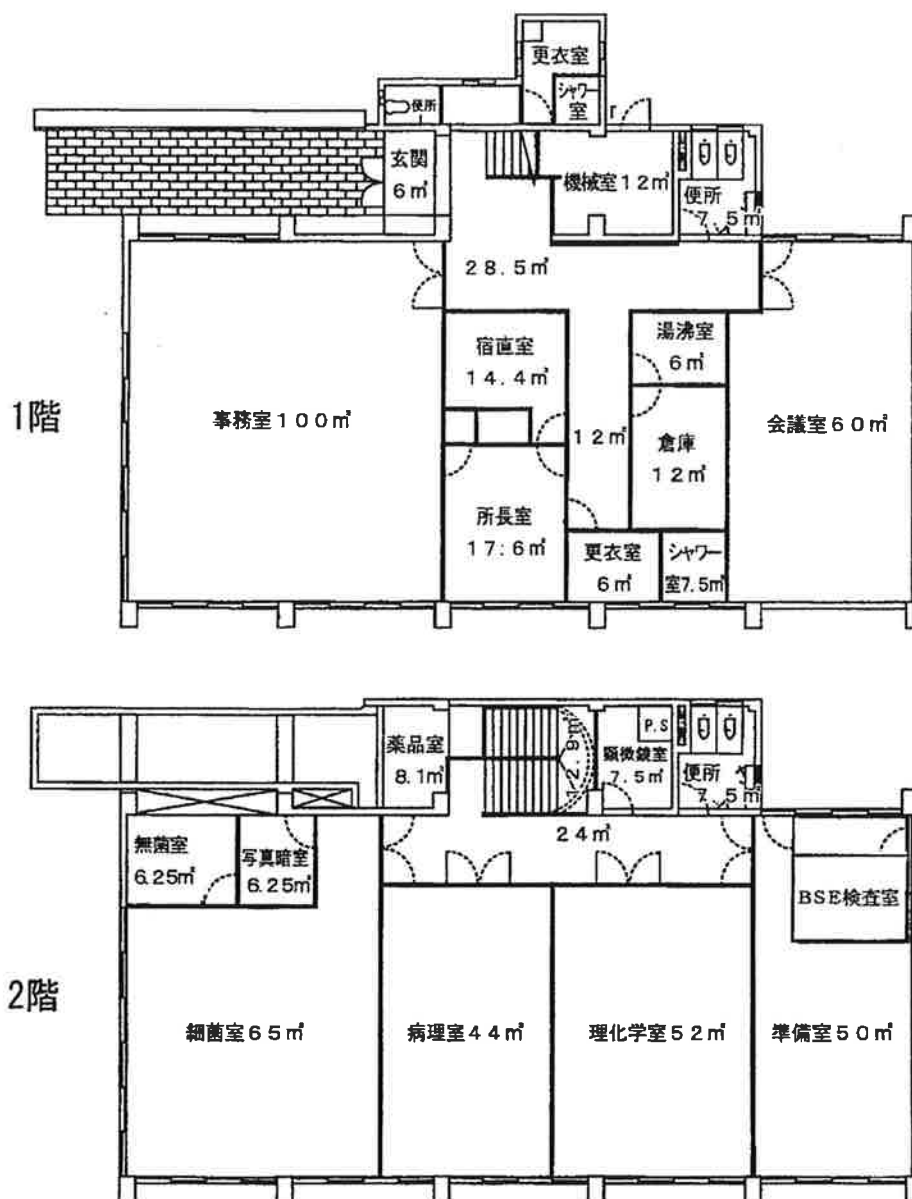 更衣室
シャワー
室
便所
玄関
6㎡
機械室12㎡
便所
7.5㎡
28.5㎡
宿直室
14.4㎡
湯沸室
6㎡
1階
事務室100㎡
12㎡
倉庫
12㎡
会議室60㎡
所長室
17.6㎡
更衣室
6㎡
シャワー
室7.5㎡
薬品室
8.1㎡
P.S
顕微鏡室
7.5㎡
便所
7.5㎡
24㎡
無菌室
6.25㎡
写真暗室
6.25㎡
BSE検査室
2階
細菌室65㎡
病理室44㎡
理化学室52㎡
準備室50㎡